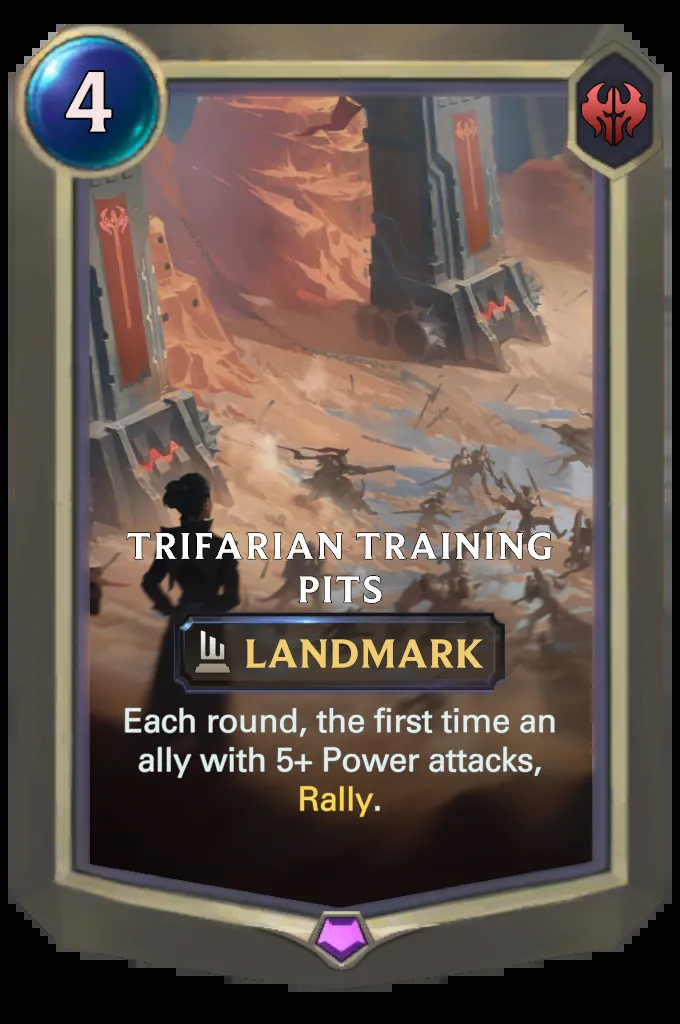 4
TRIFARIAN TRAINING
PITS
LANDMARK
Each round, the first time an
ally with 5+ Power attacks,
Rally.